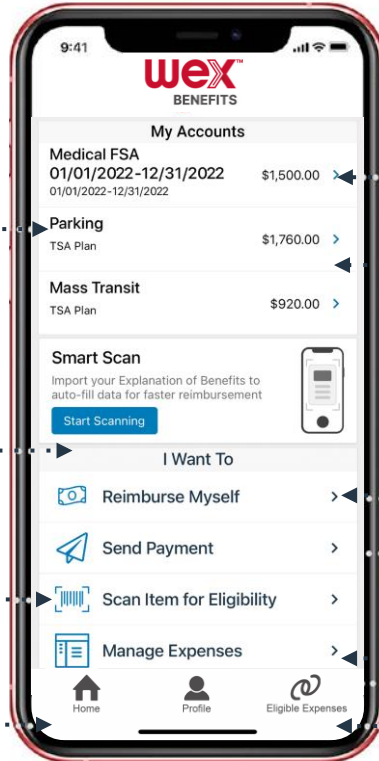 9:41
wex™
BENEFITS
My Accounts
Medical FSA
01/01/2022-12/31/2022
$1,500.00
01/01/2022-12/31/2022
Parking
$1,760.00
TSA Plan
Mass Transit
$920.00
TSA Plan
Smart Scan
Import your Explanation of Benefits to
auto-fill data for faster reimbursement
Start Scanning
I Want To
Reimburse Myself
Send Payment
Scan Item for Eligibility
Manage Expenses
Home Profile Eligible Expenses